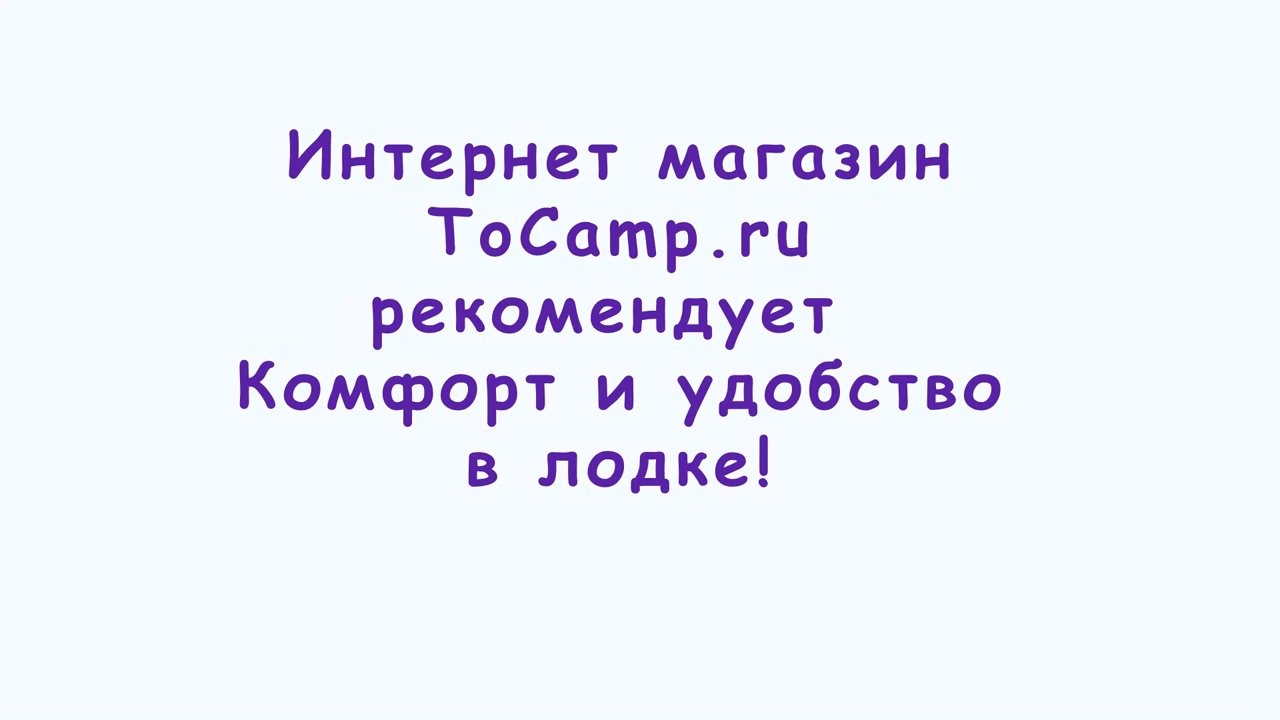 Интернет магазин
ToCamp.ru
рекомендует
Комфорт и удобство
в лодке!